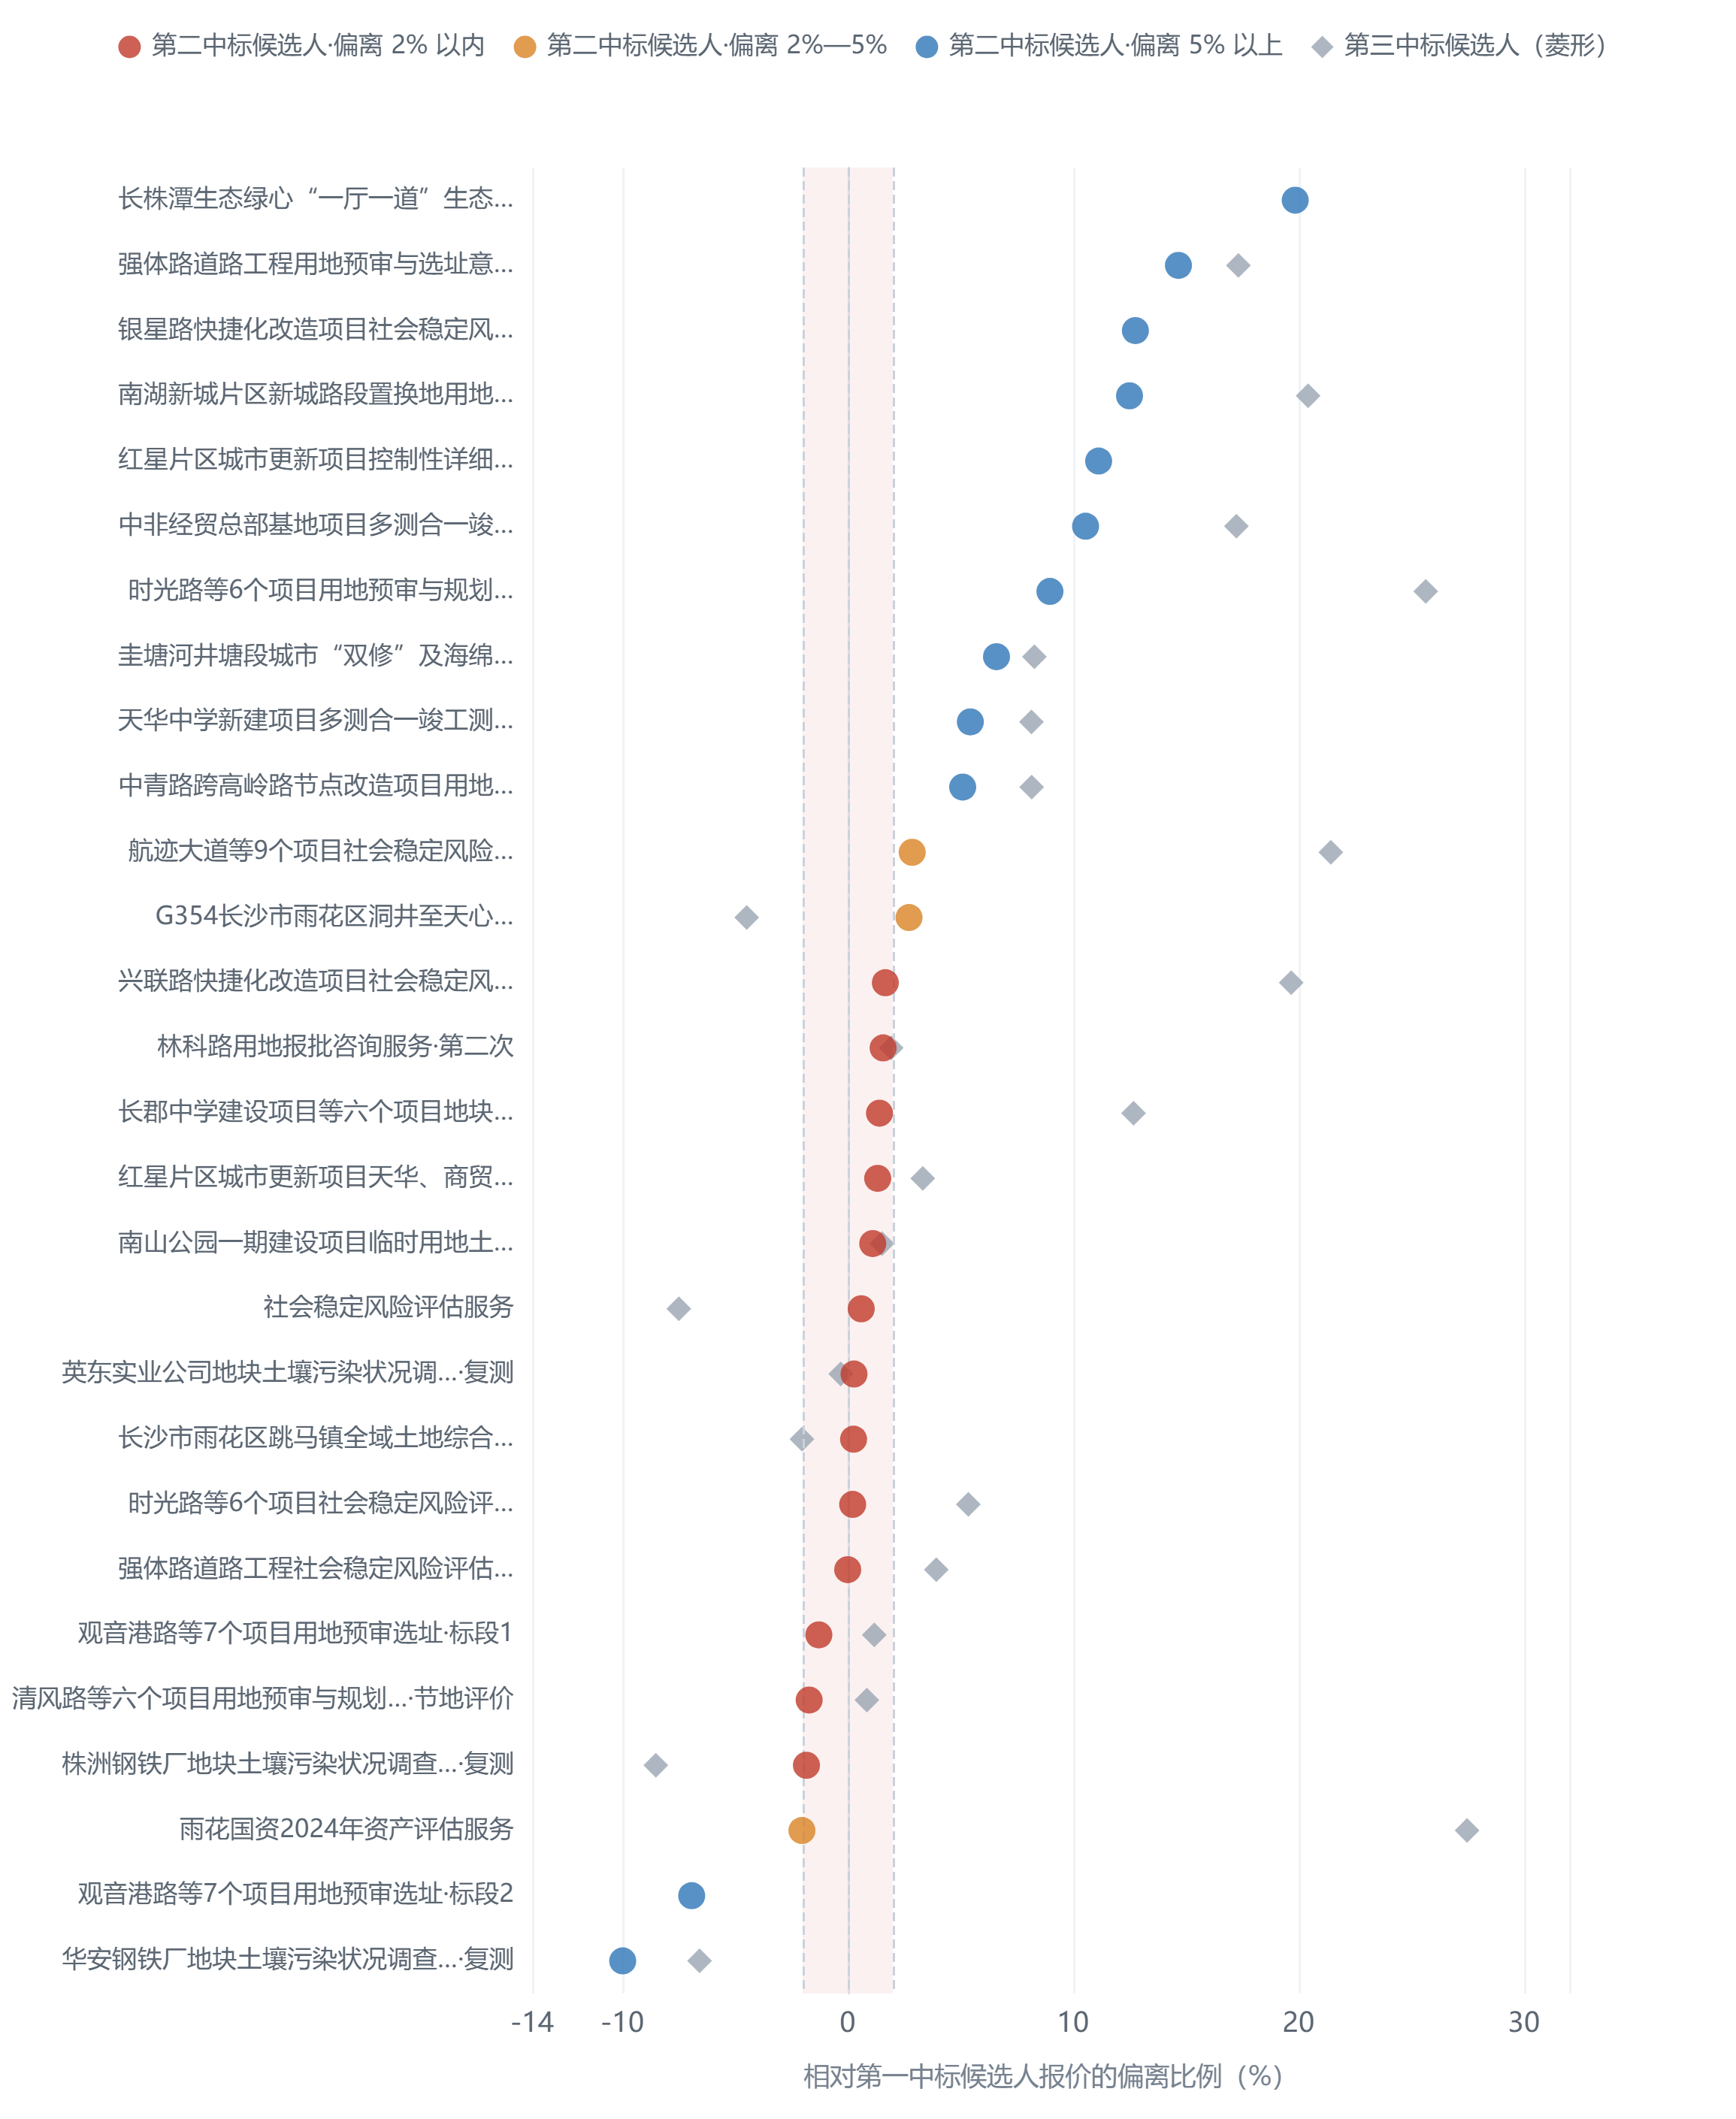 第二中标候选人·偏离 2% 以内
第二中标候选人·偏离 2%—5%
第二中标候选人·偏离 5% 以上
第三中标候选人（菱形）
长株潭生态绿心“一厅一道”生态...
强体路道路工程用地预审与选址意...
银星路快捷化改造项目社会稳定风...
南湖新城片区新城路段置换地用地...
红星片区城市更新项目控制性详细...
中非经贸总部基地项目多测合一竣...
时光路等6个项目用地预审与规划...
圭塘河井塘段城市“双修”及海绵...
天华中学新建项目多测合一竣工测...
中青路跨高岭路节点改造项目用地...
航迹大道等9个项目社会稳定风险...
G354长沙市雨花区洞井至天心...
兴联路快捷化改造项目社会稳定风...
林科路用地报批咨询服务·第二次
长郡中学建设项目等六个项目地块...
红星片区城市更新项目天华、商贸...
南山公园一期建设项目临时用地土...
社会稳定风险评估服务
英东实业公司地块土壤污染状况调...·复测
长沙市雨花区跳马镇全域土地综合...
时光路等6个项目社会稳定风险评...
强体路道路工程社会稳定风险评估...
观音港路等7个项目用地预审选址·标段1
清风路等六个项目用地预审与规划...·节地评价
株洲钢铁厂地块土壤污染状况调查...·复测
雨花国资2024年资产评估服务
观音港路等7个项目用地预审选址·标段2
华安钢铁厂地块土壤污染状况调查...·复测
-14 -10 0 10 20 30
相对第一中标候选人报价的偏离比例（%）